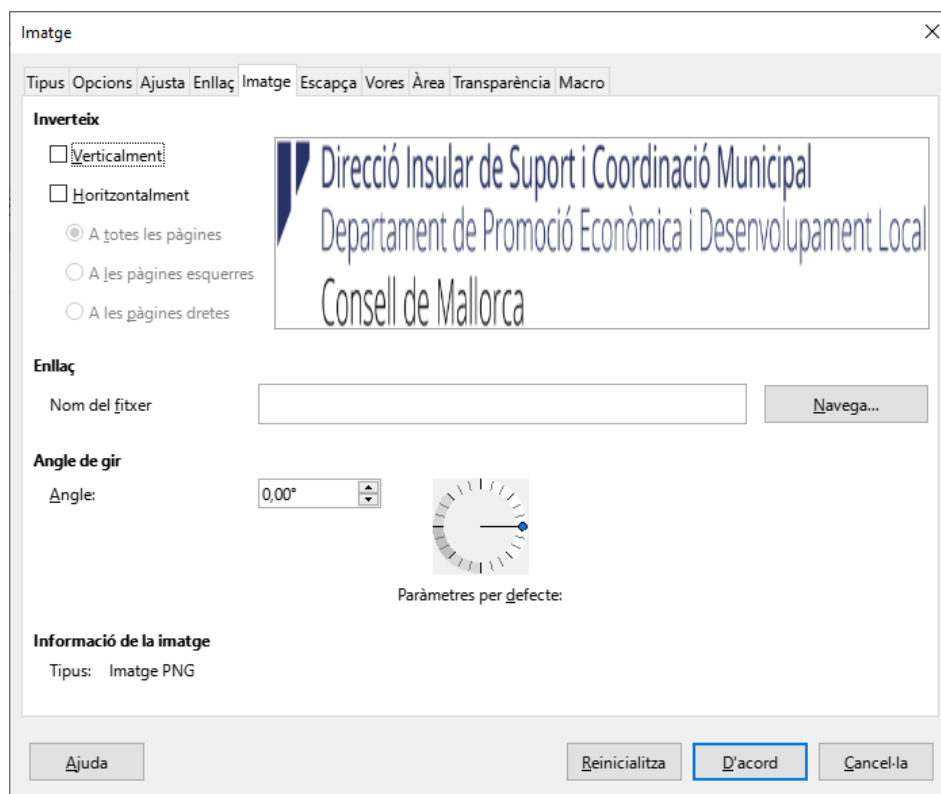 Imatge
Tipus Opcions Ajusta Enllaç Imatge Escapça Vores Àrea Transparència Macro
Inverteix
Verticalment
Horitzontalment
A totes les pàgines
A les pàgines esquerres
A les pàgines dretes
Direcció Insular de Suport i Coordinació Municipal
Departament de Promoció Econòmica i Desenvolupament Local
Consell de Mallorca
Enllaç
Nom del fitxer
Navega...
Angle de gir
Angle: 0,00°
Paràmetres per defecte:
Informació de la imatge
Tipus: Imatge PNG
Ajuda Reinicialitza D'acord Cancel·la